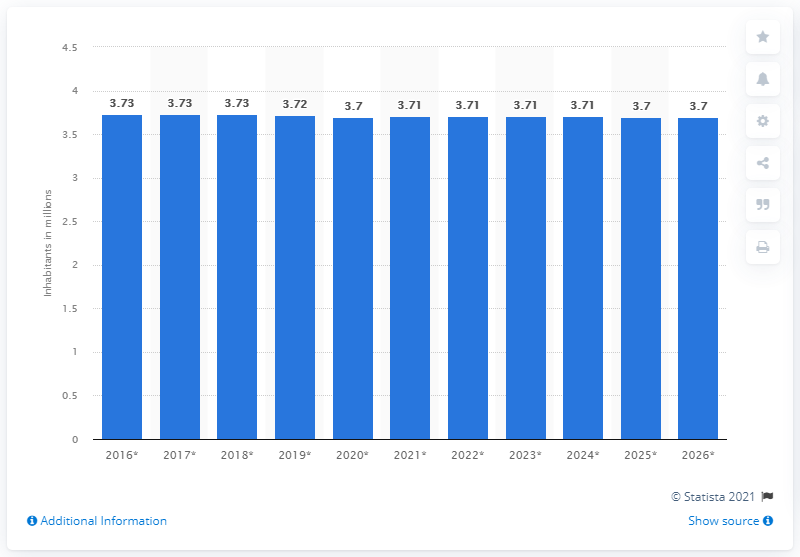 4.5
4
3.5
3
2.5
2
1.5
1
0.5
0
Inhabitants in millions
3.73 3.73 3.73 3.72 3.7 3.71 3.71 3.71 3.71 3.7 3.7
2016* 2017* 2018* 2019* 2020* 2021* 2022* 2023* 2024* 2025* 2026*
© Statista 2021
Additional Information
Show source